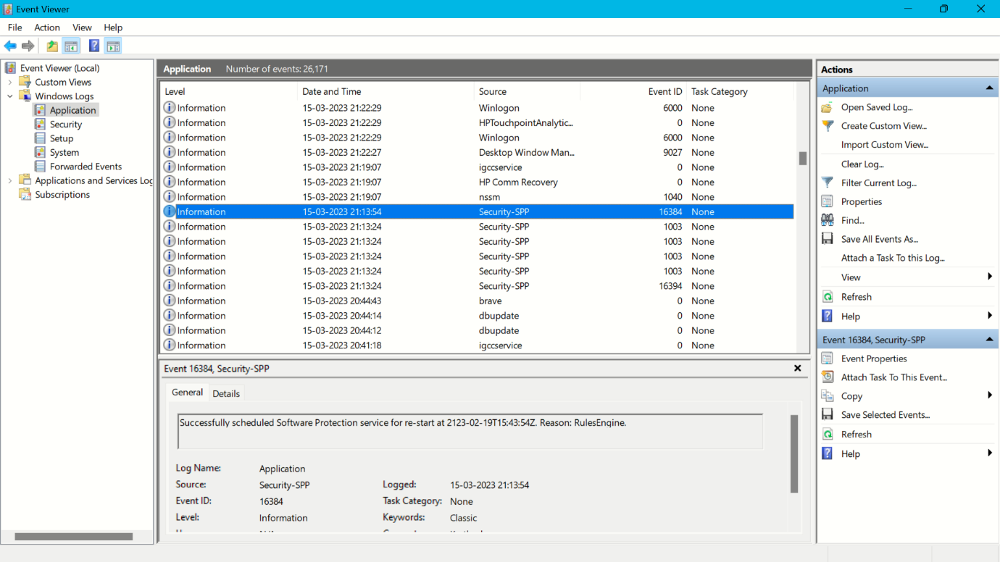 Event Viewer
File Action View Help
Event Viewer (Local)
Custom Views
Windows Logs
Application
Security
Setup
System
Forwarded Events
Applications and Services Log
Subscriptions
Application Number of events: 26,171
Level Date and Time Source Event ID Task Category
Information 15-03-2023 21:22:29 Winlogon 6000 None
Information 15-03-2023 21:22:29 HPTouchpointAnalytic... 0 None
Information 15-03-2023 21:22:29 Winlogon 6000 None
Information 15-03-2023 21:22:27 Desktop Window Man... 9027 None
Information 15-03-2023 21:19:07 igccservice 0 None
Information 15-03-2023 21:19:07 HP Comm Recovery 0 None
Information 15-03-2023 21:19:07 nssm 1040 None
Information 15-03-2023 21:13:54 Security-SPP 16384 None
Information 15-03-2023 21:13:24 Security-SPP 1003 None
Information 15-03-2023 21:13:24 Security-SPP 1003 None
Information 15-03-2023 21:13:24 Security-SPP 1003 None
Information 15-03-2023 21:13:24 Security-SPP 1003 None
Information 15-03-2023 21:13:24 Security-SPP 16394 None
Information 15-03-2023 20:44:43 brave 0 None
Information 15-03-2023 20:44:14 dbupdate 0 None
Information 15-03-2023 20:44:12 dbupdate 0 None
Information 15-03-2023 20:41:18 igccservice 0 None
Event 16384, Security-SPP
General Details
Successfully scheduled Software Protection service for re-start at 2123-02-19T15:43:54Z. Reason: RulesEngine.
Log Name: Application
Source: Security-SPP Logged: 15-03-2023 21:13:54
Event ID: 16384 Task Category: None
Level: Information Keywords: Classic
Actions
Application
Open Saved Log...
Create Custom View...
Import Custom View...
Clear Log...
Filter Current Log...
Properties
Find...
Save All Events As...
Attach a Task To this Log...
View
Refresh
Help
Event 16384, Security-SPP
Event Properties
Attach Task To This Event...
Copy
Save Selected Events...
Refresh
Help